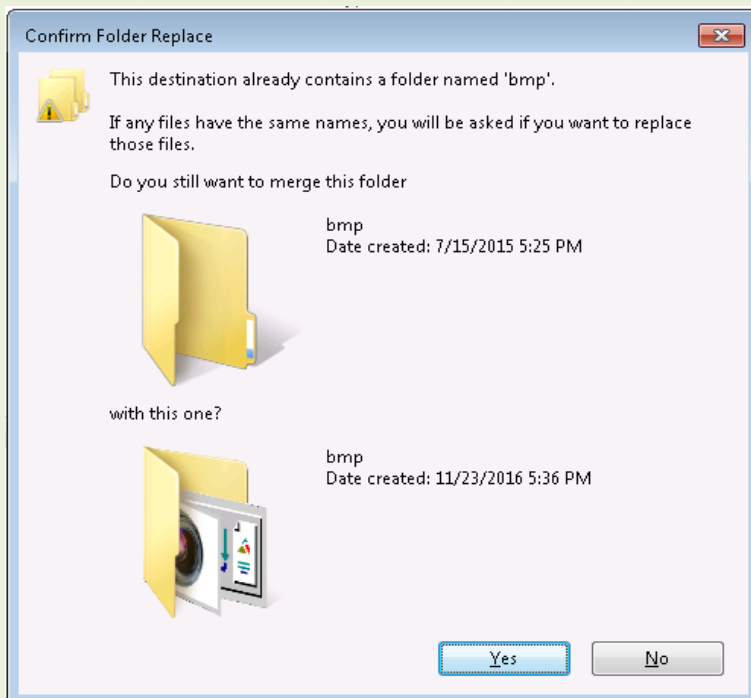 Confirm Folder Replace
This destination already contains a folder named 'bmp'.
If any files have the same names, you will be asked if you want to replace
those files.
Do you still want to merge this folder
bmp
Date created: 7/15/2015 5:25 PM
with this one?
bmp
Date created: 11/23/2016 5:36 PM
Yes
No